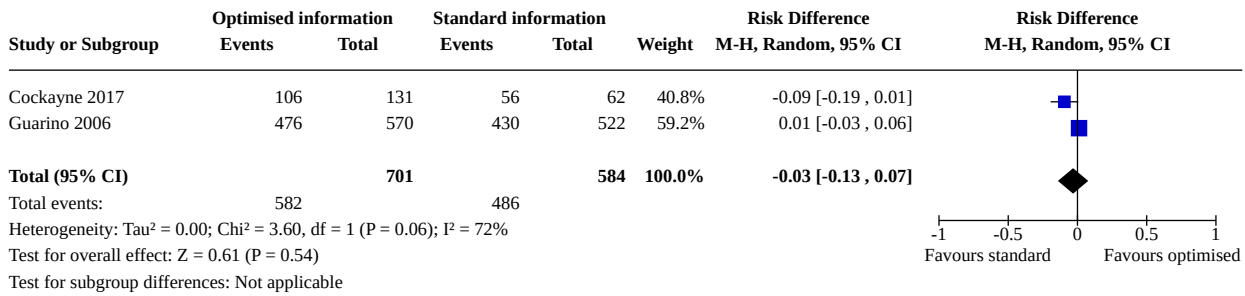 Optimised information Standard information Risk Difference Risk Difference
Study or Subgroup Events Total Events Total Weight M-H, Random, 95% CI M-H, Random, 95% CI
Cockayne 2017 106 131 56 62 40.8% -0.09 [-0.19 , 0.01]
Guarino 2006 476 570 430 522 59.2% 0.01 [-0.03 , 0.06]
Total (95% CI) 701 584 100.0% -0.03 [-0.13 , 0.07]
Total events: 582 486
Heterogeneity: Tau² = 0.00; Chi² = 3.60, df = 1 (P = 0.06); I² = 72%
Test for overall effect: Z = 0.61 (P = 0.54)
Test for subgroup differences: Not applicable
-1 -0.5 0 0.5 1
Favours standard Favours optimised